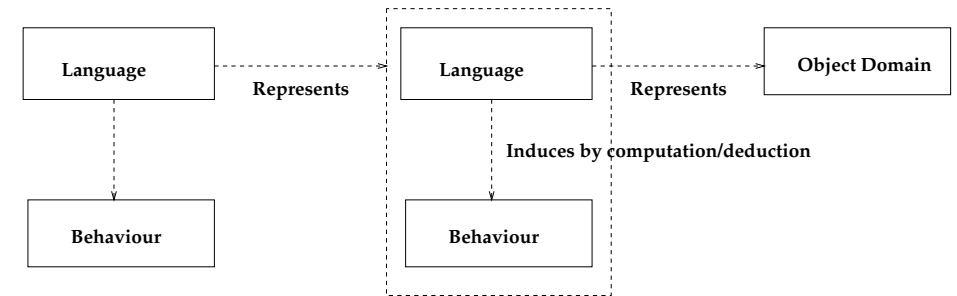 Language
Language
Object Domain
Represents
Represents
Induces by computation/deduction
Behaviour
Behaviour